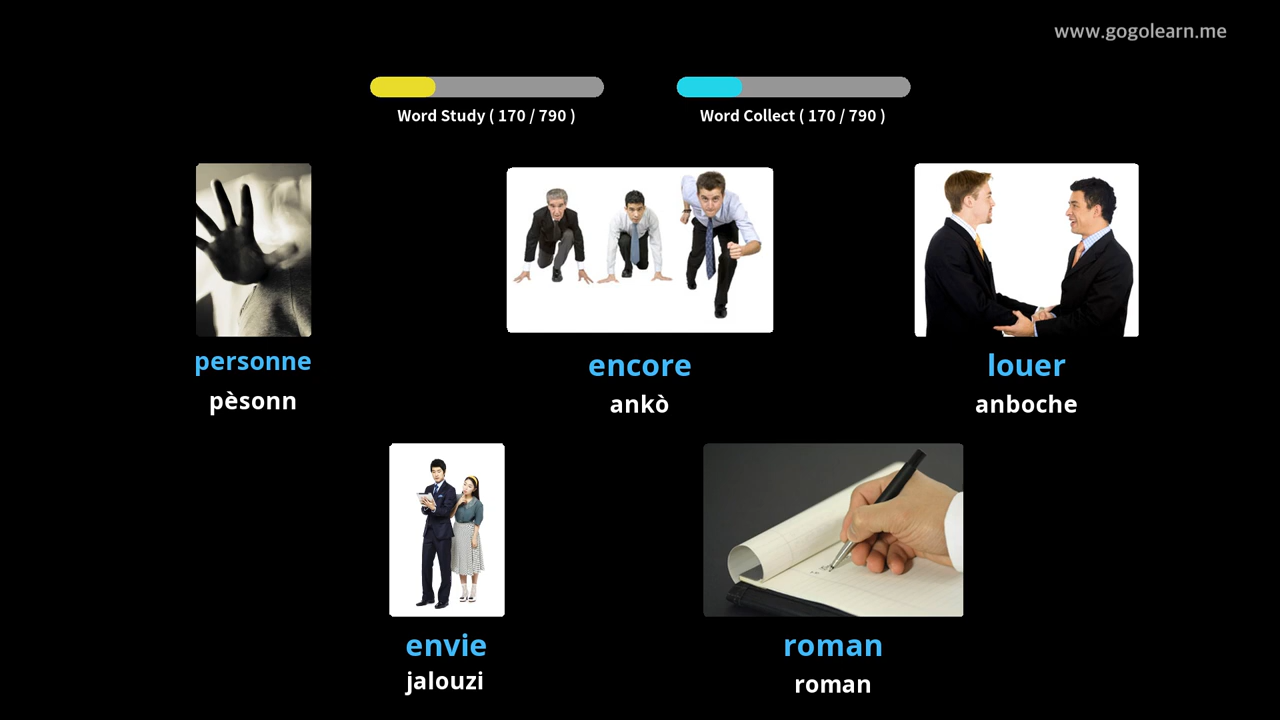 www.gogolearn.me
Word Study ( 170 / 790 )
Word Collect ( 170 / 790 )
personne
pèsonn
encore
ankò
louer
anboche
envie
jalouzi
roman
roman